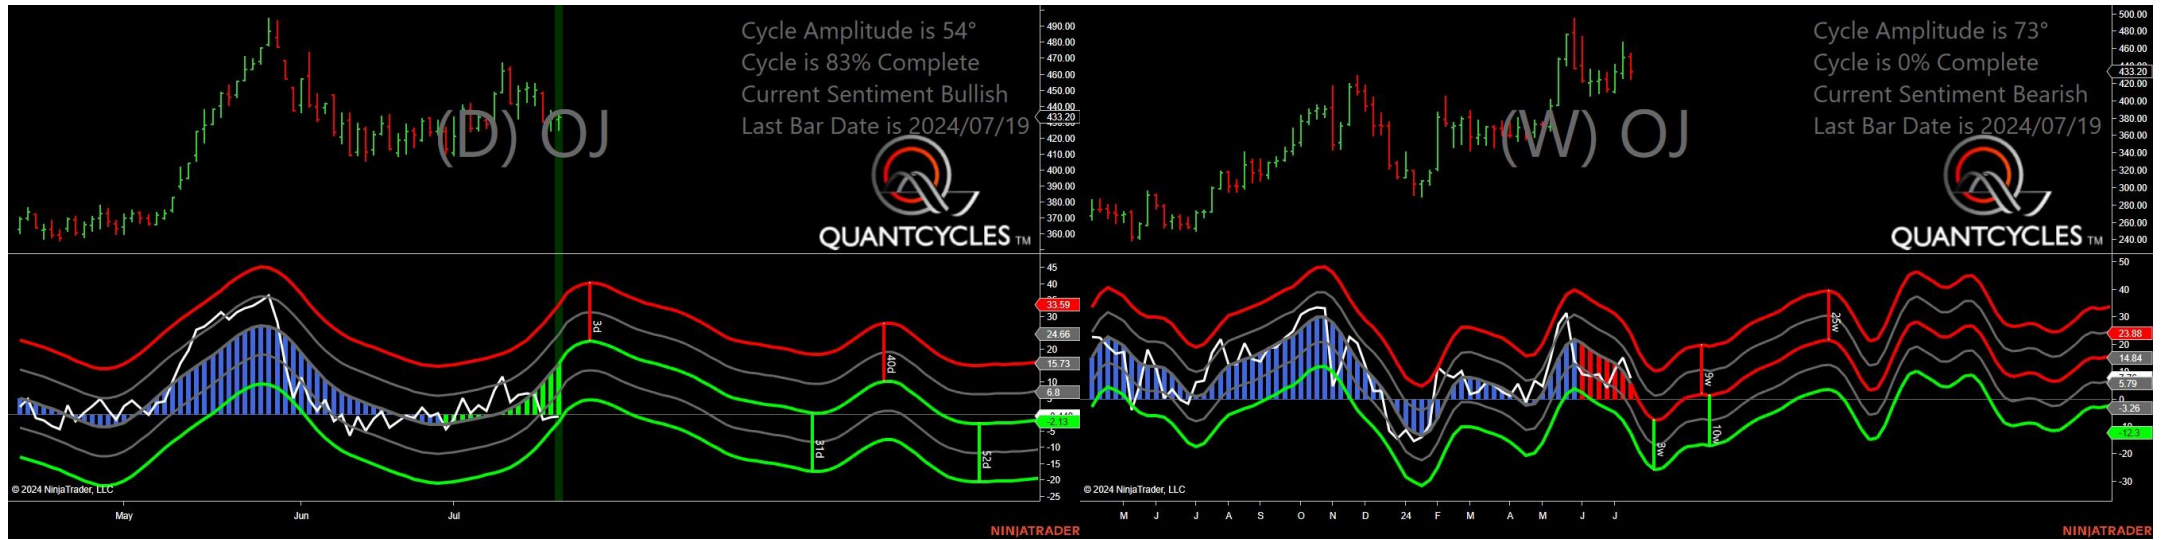 Cycle Amplitude is 54°
Cycle is 83% Complete
Current Sentiment Bullish
Last Bar Date is 2024/07/19
(D) OJ
QUANTCYCLES TM
490.00
480.00
470.00
460.00
450.00
440.00
433.20
420.00
410.00
400.00
390.00
380.00
370.00
360.00
45
40
33.59
30
24.66
20
15.73
10
6.8
5
-2.13
-5
-10
-15
-20
-25
3d
31d
40d
52d
© 2024 NinjaTrader, LLC
May
Jun
Jul
NINJATRADER
Cycle Amplitude is 73°
Cycle is 0% Complete
Current Sentiment Bearish
Last Bar Date is 2024/07/19
(W) OJ
QUANTCYCLES TM
500.00
480.00
460.00
433.20
420.00
400.00
380.00
360.00
340.00
320.00
300.00
280.00
260.00
240.00
50
40
30
23.88
20
14.84
5.79
0
-3.26
-12.3
-20
-30
8w
9w
10w
25w
© 2024 NinjaTrader, LLC
M J J A S O N D 24 F M A M J J
NINJATRADER